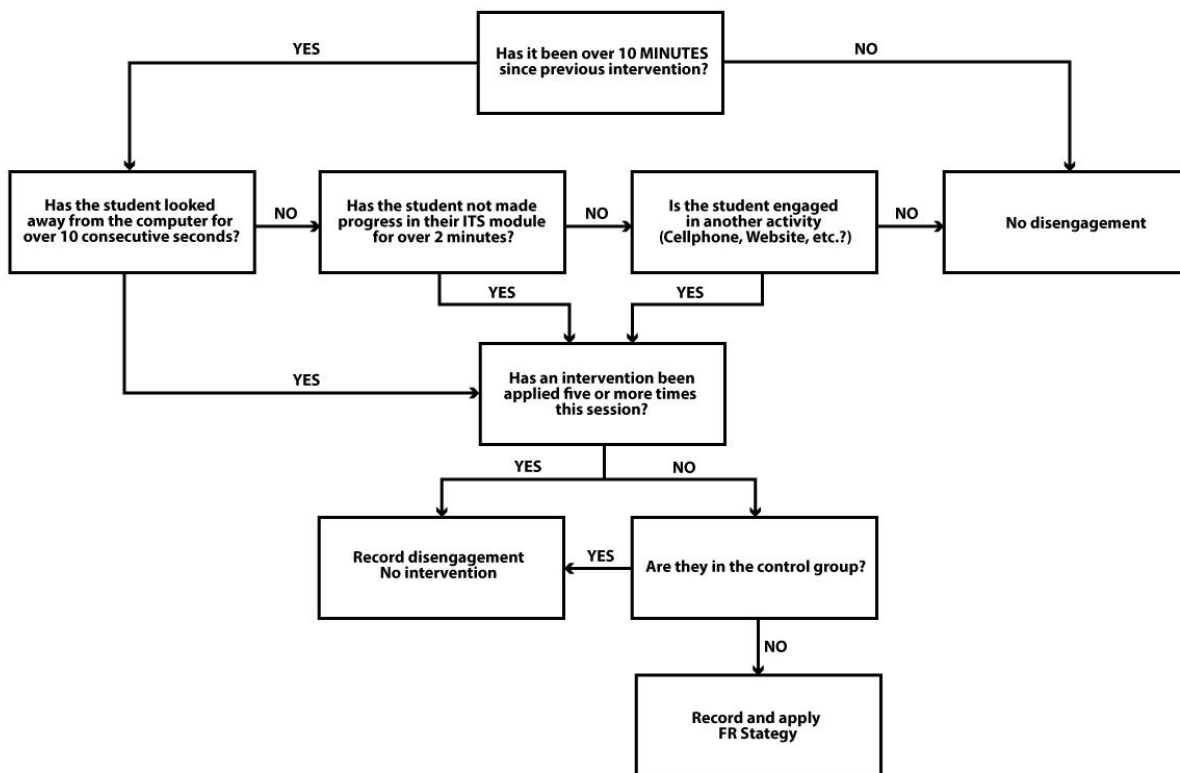 YES
Has it been over 10 MINUTES
since previous intervention?
NO
Has the student looked
away from the computer for
over 10 consecutive seconds?
NO
Has the student not made
progress in their ITS module
for over 2 minutes?
NO
Is the student engaged
in another activity
(Cellphone, Website, etc.?)
NO
No disengagement
YES
YES
YES
Has an intervention been
applied five or more times
this session?
YES
NO
Record disengagement
No intervention
YES
Are they in the control group?
NO
Record and apply
FR Stategy